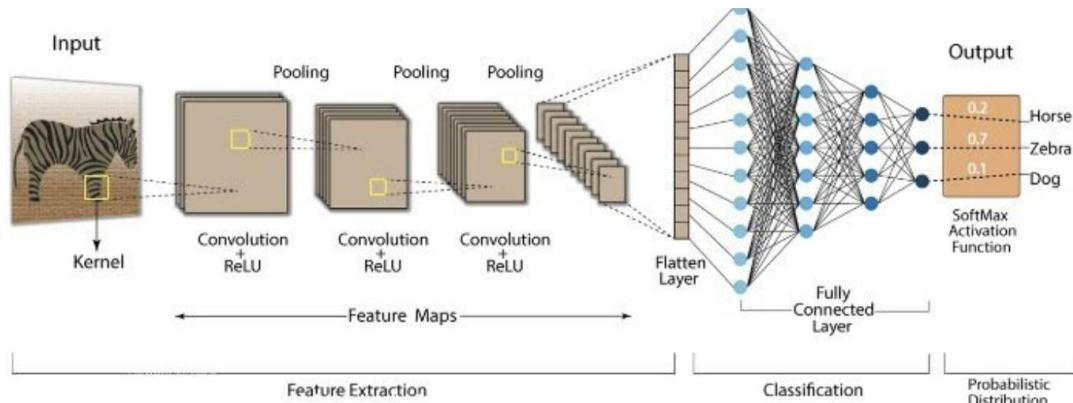 Input
Pooling
Pooling
Pooling
Output
0.2
Horse
0.7
Zebra
0.1
Dog
Kernel
Convolution
+
ReLU
Convolution
+
ReLU
Convolution
+
ReLU
Flatten
Layer
SoftMax
Activation
Function
Feature Maps
Fully
Connected
Layer
Feature Extraction
Classification
Probabilistic
Distribution